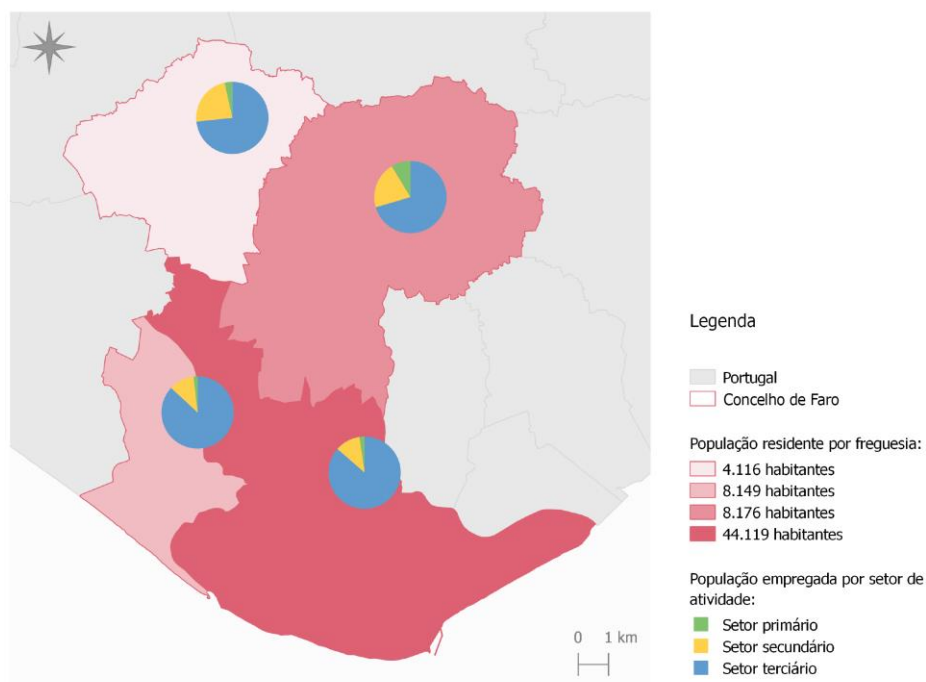 Legenda
Portugal
Concelho de Faro
População residente por freguesia:
4.116 habitantes
8.149 habitantes
8.176 habitantes
44.119 habitantes
População empregada por setor de
atividade:
Setor primário
Setor secundário
Setor terciário
0 1 km